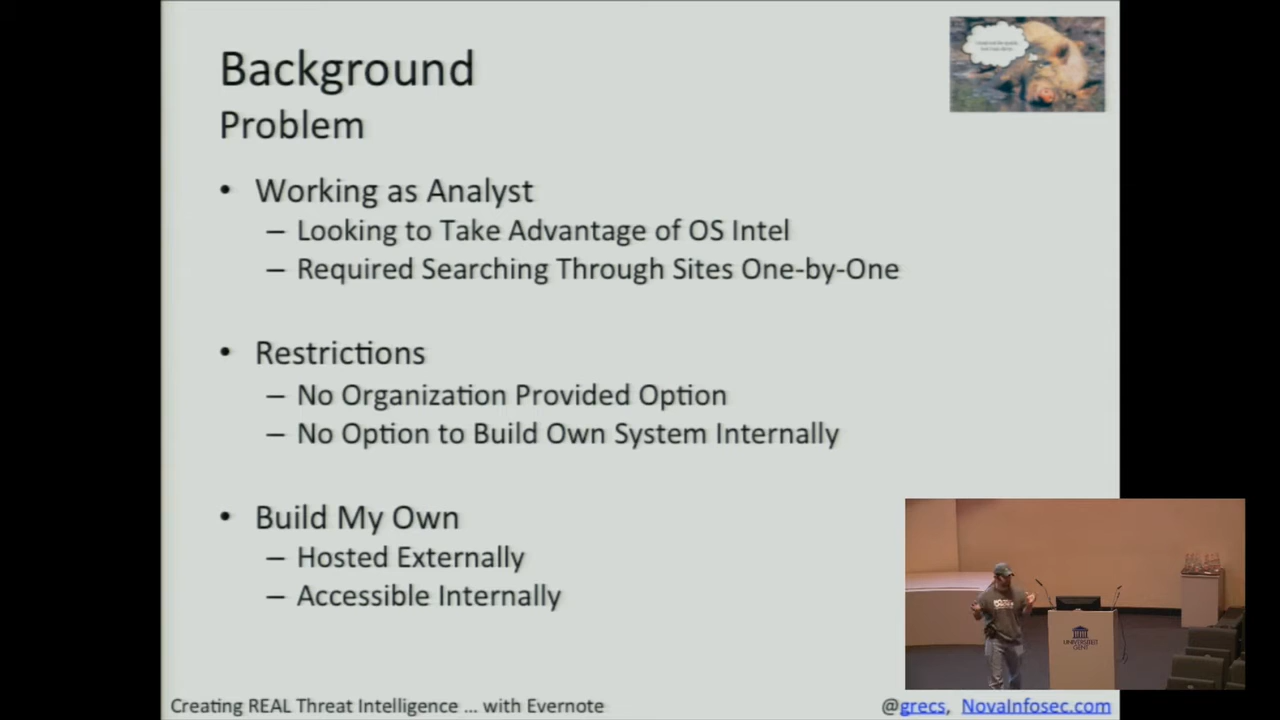 Background
Problem
• Working as Analyst
– Looking to Take Advantage of OS Intel
– Required Searching Through Sites One-by-One
• Restrictions
– No Organization Provided Option
– No Option to Build Own System Internally
• Build My Own
– Hosted Externally
– Accessible Internally
UNIVERSITEIT
GENT
Creating REAL Threat Intelligence ... with Evernote
@grecs, NovaInfosec.com